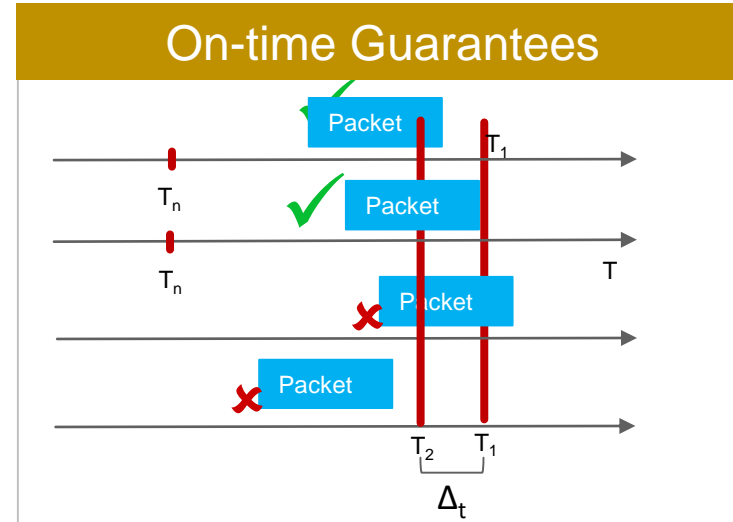 On-time Guarantees
Packet
T₁
Tₙ
Packet
Tₙ
T
Packet
Packet
T₂
T₁
Δₜ